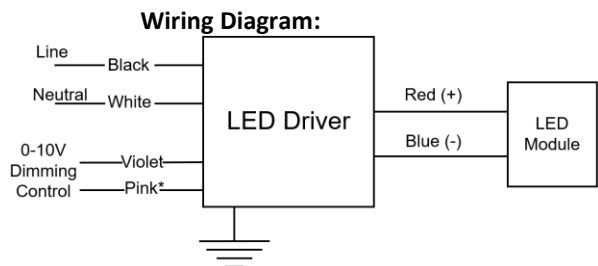 Wiring Diagram:
Line
Black
Neutral
White
0-10V
Dimming
Control
Violet
Pink*
LED Driver
Red (+)
Blue (-)
LED
Module